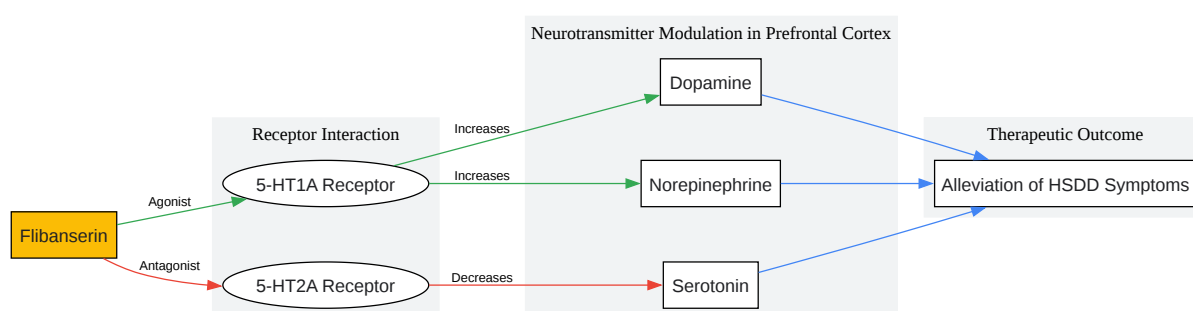 Neurotransmitter Modulation in Prefrontal Cortex
Dopamine
Receptor Interaction
Increases
Therapeutic Outcome
5-HT1A Receptor
Increases
Norepinephrine
Alleviation of HSDD Symptoms
Agonist
Flibanserin
Antagonist
5-HT2A Receptor
Decreases
Serotonin